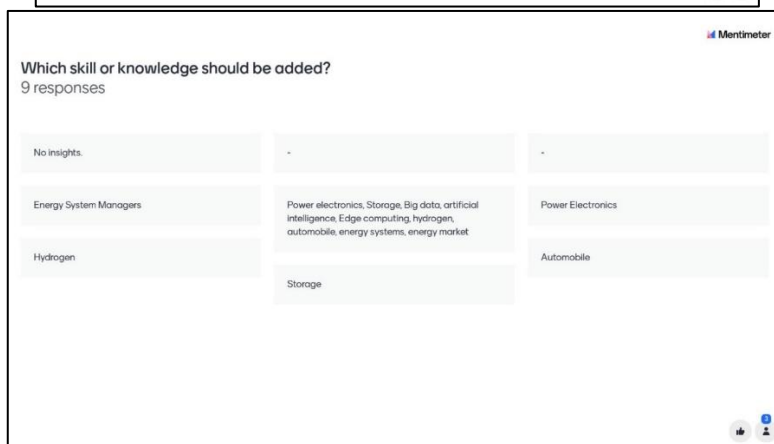 Mentimeter
Which skill or knowledge should be added?
9 responses
No insights.
-
-
Energy System Managers
Power electronics, Storage, Big data, artificial
intelligence, Edge computing, hydrogen,
automobile, energy systems, energy market
Power Electronics
Hydrogen
Storage
Automobile
3